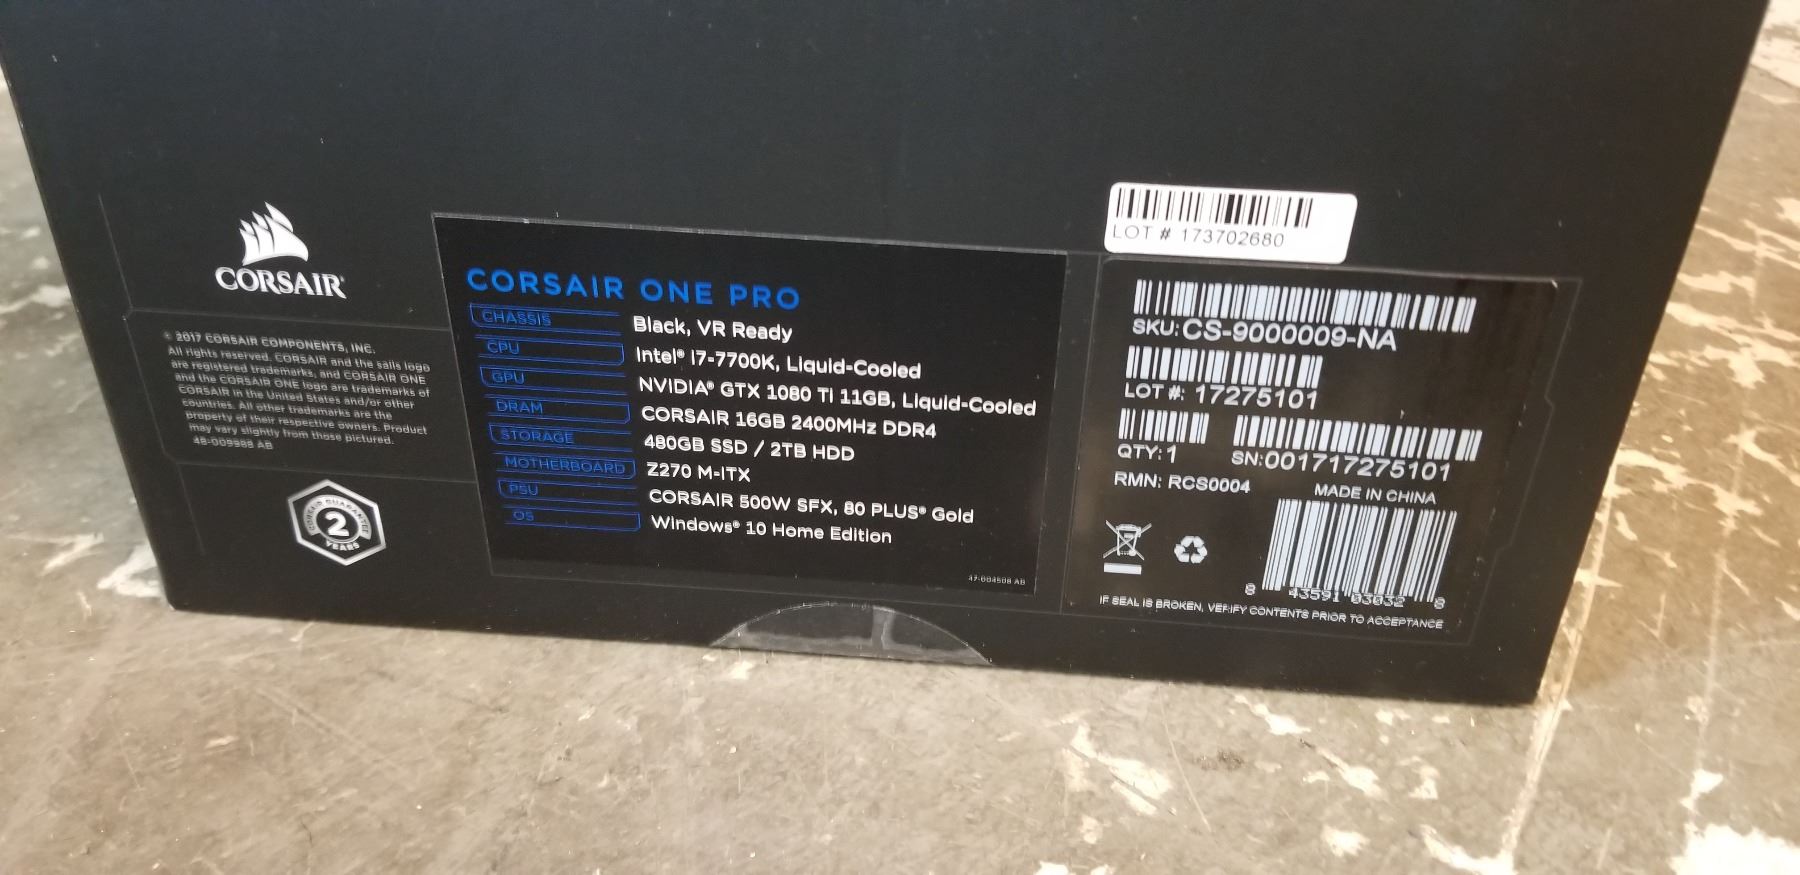 CORSAIR
© 2017 CORSAIR COMPONENTS, INC.
All rights reserved. CORSAIR and the sails logo
are registered trademarks, and CORSAIR ONE
and the CORSAIR ONE logo are trademarks of
CORSAIR in the United States and/or other
countries. All other trademarks are the
property of their respective owners. Product
may vary slightly from those pictured.
48-009988 AB
CORSAIR GUARANTEE
2
YEARS
CORSAIR ONE PRO
CHASSIS Black, VR Ready
CPU Intel® i7-7700K, Liquid-Cooled
GPU NVIDIA® GTX 1080 Ti 11GB, Liquid-Cooled
DRAM CORSAIR 16GB 2400MHz DDR4
STORAGE 480GB SSD / 2TB HDD
MOTHERBOARD Z270 M-ITX
PSU CORSAIR 500W SFX, 80 PLUS® Gold
OS Windows® 10 Home Edition
47-004508 AB
LOT # 173702680
SKU: CS-9000009-NA
LOT #: 17275101
QTY: 1 SN:001717275101
RMN: RCS0004 MADE IN CHINA
8 43591 03032 8
IF SEAL IS BROKEN, VERIFY CONTENTS PRIOR TO ACCEPTANCE